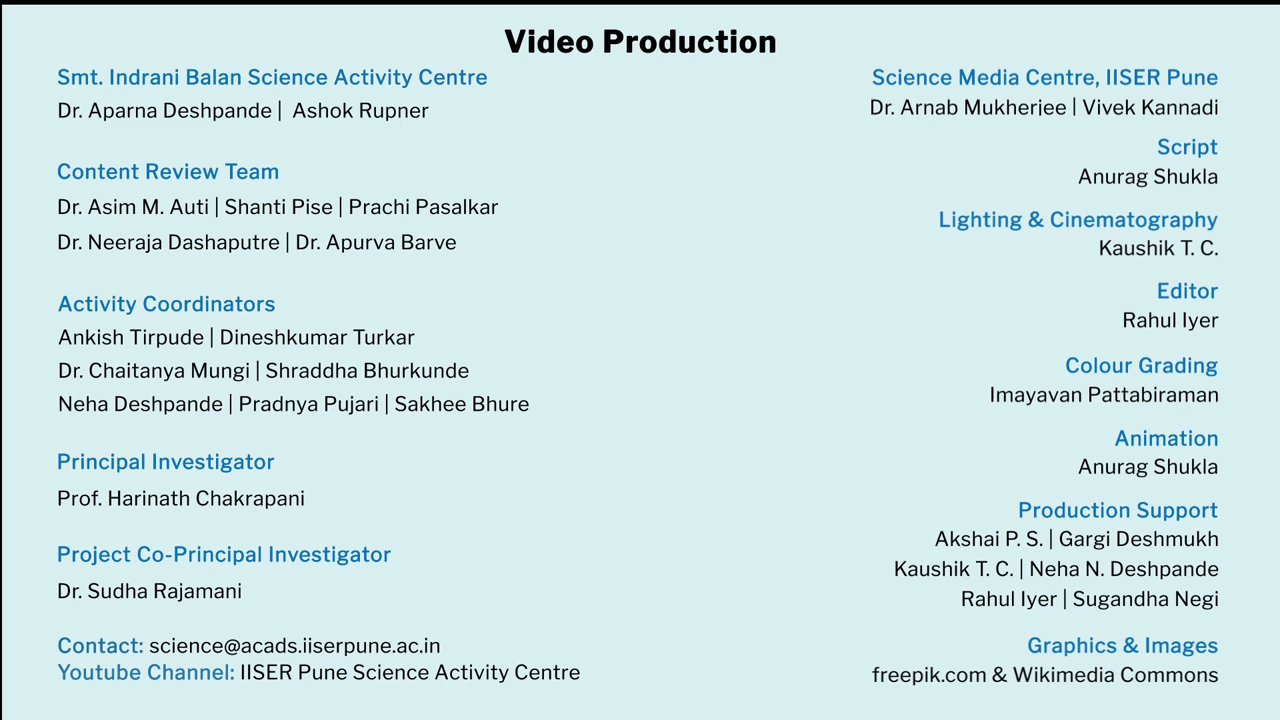 Video Production
Smt. Indrani Balan Science Activity Centre
Dr. Aparna Deshpande | Ashok Rupner
Content Review Team
Dr. Asim M. Auti | Shanti Pise | Prachi Pasalkar
Dr. Neeraja Dashaputre | Dr. Apurva Barve
Activity Coordinators
Ankish Tirpude | Dineshkumar Turkar
Dr. Chaitanya Mungi | Shraddha Bhurkunde
Neha Deshpande | Pradnya Pujari | Sakhee Bhure
Principal Investigator
Prof. Harinath Chakrapani
Project Co-Principal Investigator
Dr. Sudha Rajamani
Contact: science@acads.iiserpune.ac.in
Youtube Channel: IISER Pune Science Activity Centre
Science Media Centre, IISER Pune
Dr. Arnab Mukherjee | Vivek Kannadi
Script
Anurag Shukla
Lighting & Cinematography
Kaushik T. C.
Editor
Rahul Iyer
Colour Grading
Imayavan Pattabiraman
Animation
Anurag Shukla
Production Support
Akshai P. S. | Gargi Deshmukh
Kaushik T. C. | Neha N. Deshpande
Rahul Iyer | Sugandha Negi
Graphics & Images
freepik.com & Wikimedia Commons